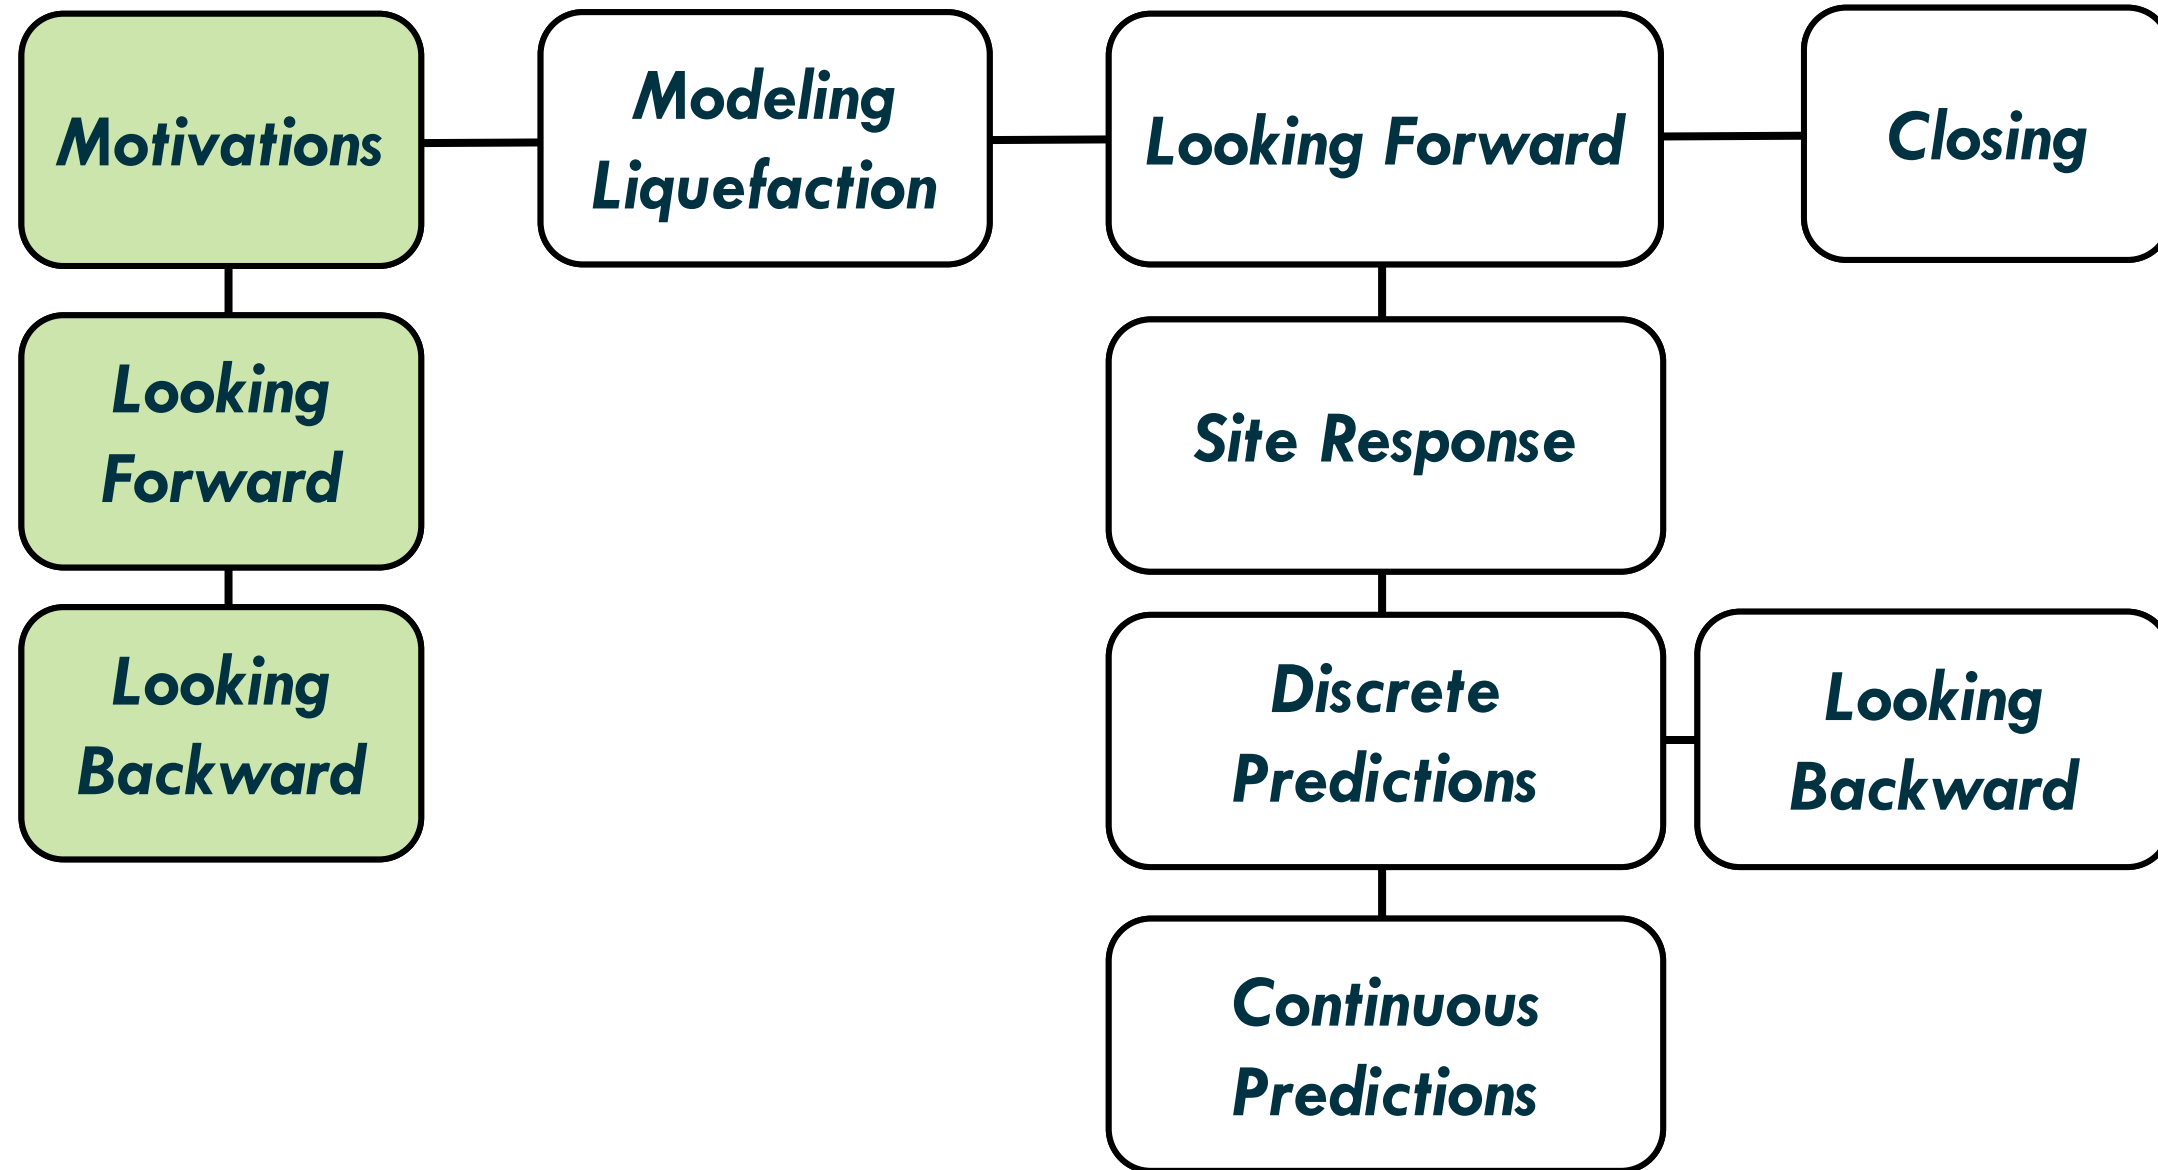 Motivations
Modeling
Liquefaction
Looking Forward
Closing
Looking
Forward
Site Response
Looking
Backward
Discrete
Predictions
Looking
Backward
Continuous
Predictions